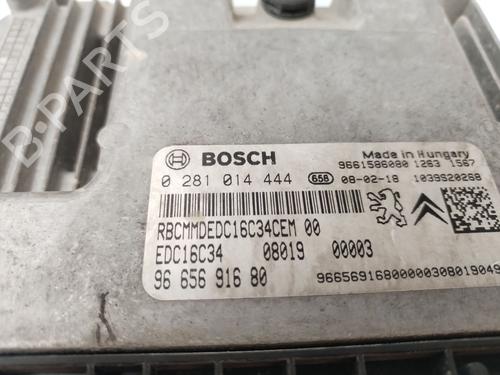 B-PARTS
BOSCH
Made in Hungary
9661586080 1263 1567
0 281 014 444 658 08-02-18 1039S20268
RBCMMDEDC16C34CEM 00
EDC16C34 08019 00003
96 656 916 80
966569168000000308019049